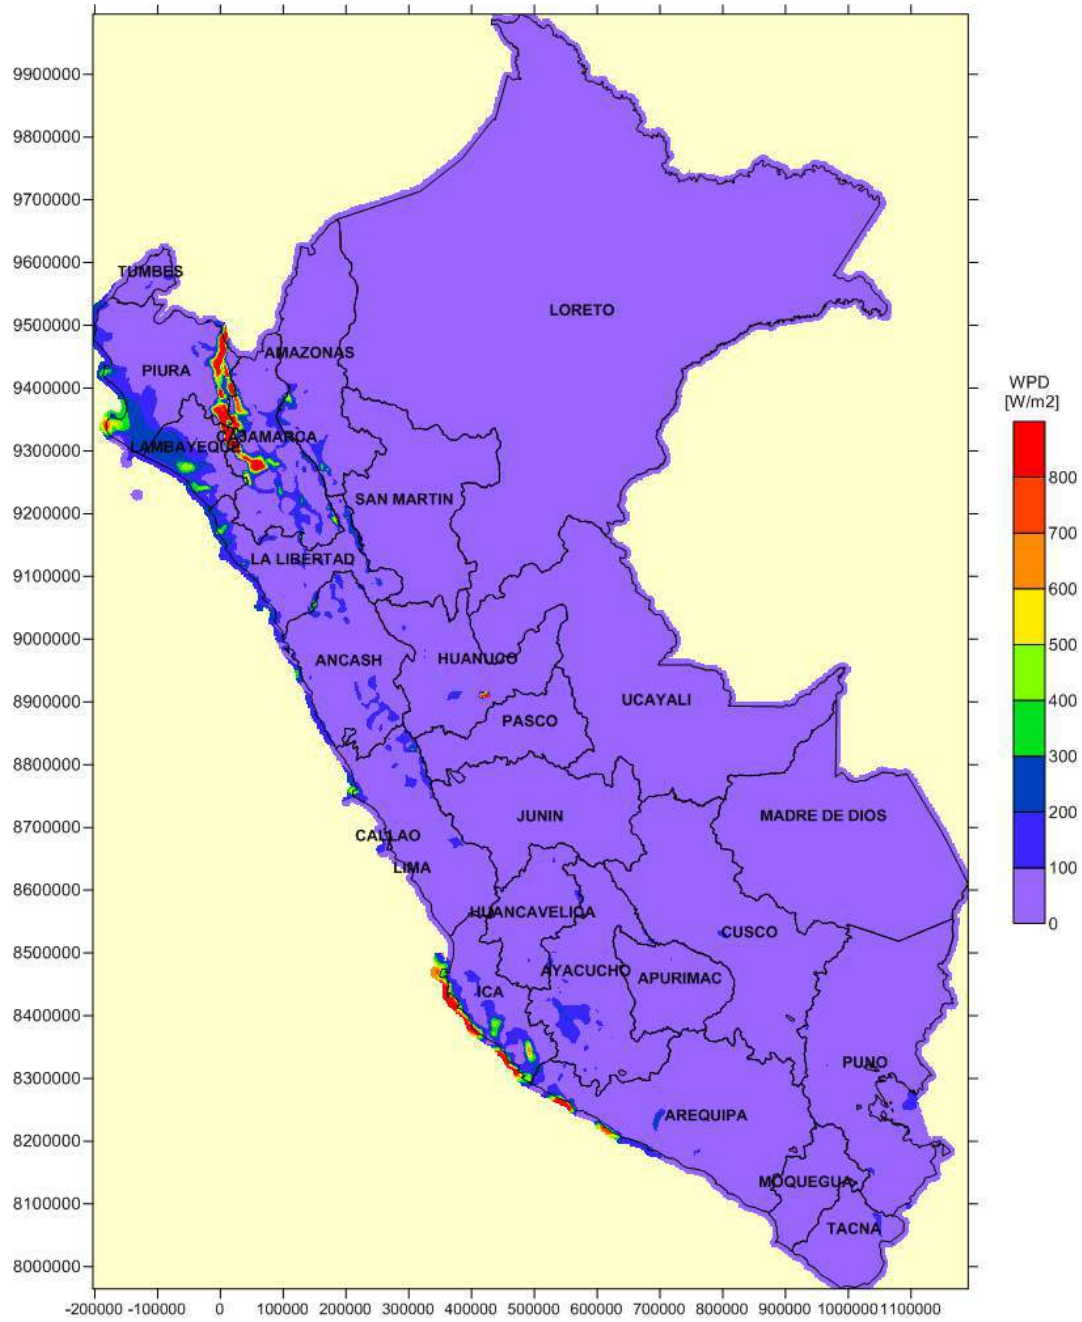 9900000
9800000
9700000
9600000
TUMBES
LORETO
9500000
AMAZONAS
PIURA
9400000
WPD
[W/m2]
CAJAMARCA
LAMBAYEQUE
9300000
800
SAN MARTIN
9200000
700
LA LIBERTAD
9100000
600
9000000
500
ANCASH
HUANUCO
UCAYALI
8900000
400
PASCO
8800000
300
JUNIN
MADRE DE DIOS
200
8700000
CALLAO
LIMA
100
8600000
HUANCAVELICA
0
CUSCO
8500000
AYACUCHO
APURIMAC
ICA
8400000
PUNO
8300000
AREQUIPA
8200000
MOQUEGUA
8100000
TACNA
8000000
-200000 -100000 0 100000 200000 300000 400000 500000 600000 700000 800000 900000 1000000 1100000